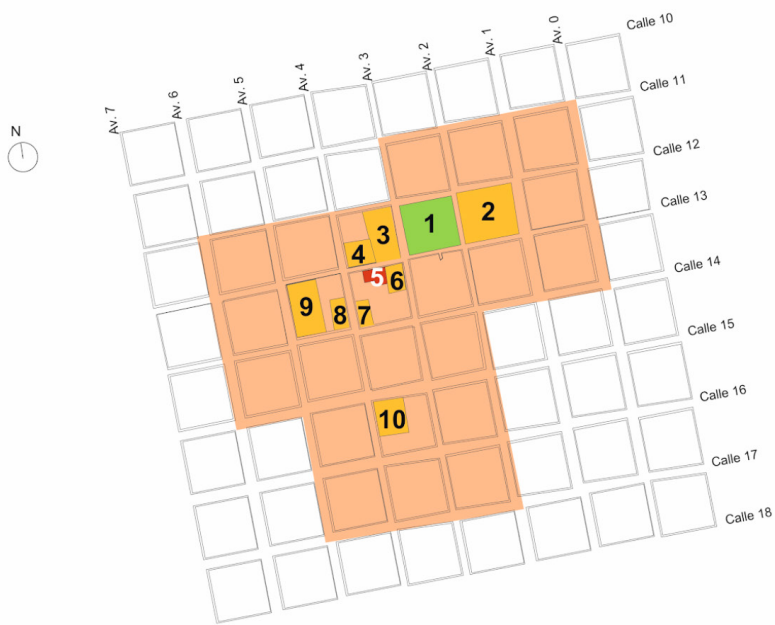 Calle 10
Av. 0
Av. 1
Av. 2
Av. 3
Av. 4
Av. 5
Av. 6
Av. 7
Calle 11
N
Calle 12
Calle 13
1
2
3
4
Calle 14
5
6
9
8
7
Calle 15
Calle 16
10
Calle 17
Calle 18